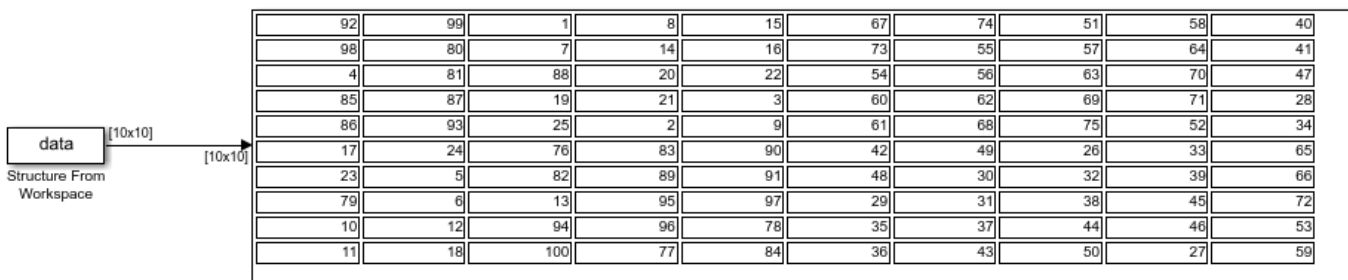 92 99 1 8 15 67 74 51 58 40
98 80 7 14 16 73 55 57 64 41
4 81 88 20 22 54 56 63 70 47
85 87 19 21 3 60 62 69 71 28
86 93 25 2 9 61 68 75 52 34
17 24 76 83 90 42 49 26 33 65
23 5 82 89 91 48 30 32 39 66
79 6 13 95 97 29 31 38 45 72
10 12 94 96 78 35 37 44 46 53
11 18 100 77 84 36 43 50 27 59
data
[10x10]
[10x10]
Structure From
Workspace